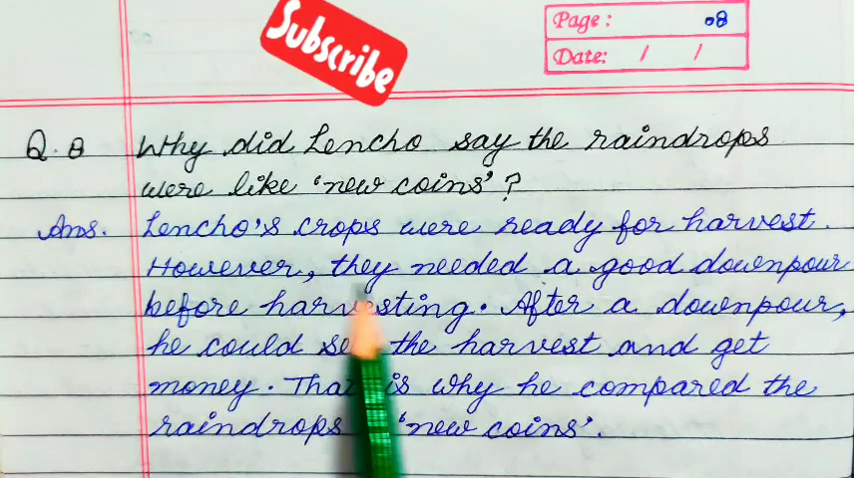 Subscribe
Page: 08
Date: / /
Q. 8 Why did Lencho say the raindrops
were like 'new coins'?
Ans. Lencho's crops were ready for harvest.
However, they needed a good downpour
before harvesting. After a downpour,
he could the harvest and get
money. is why he compared the
raindrops 'new coins'.